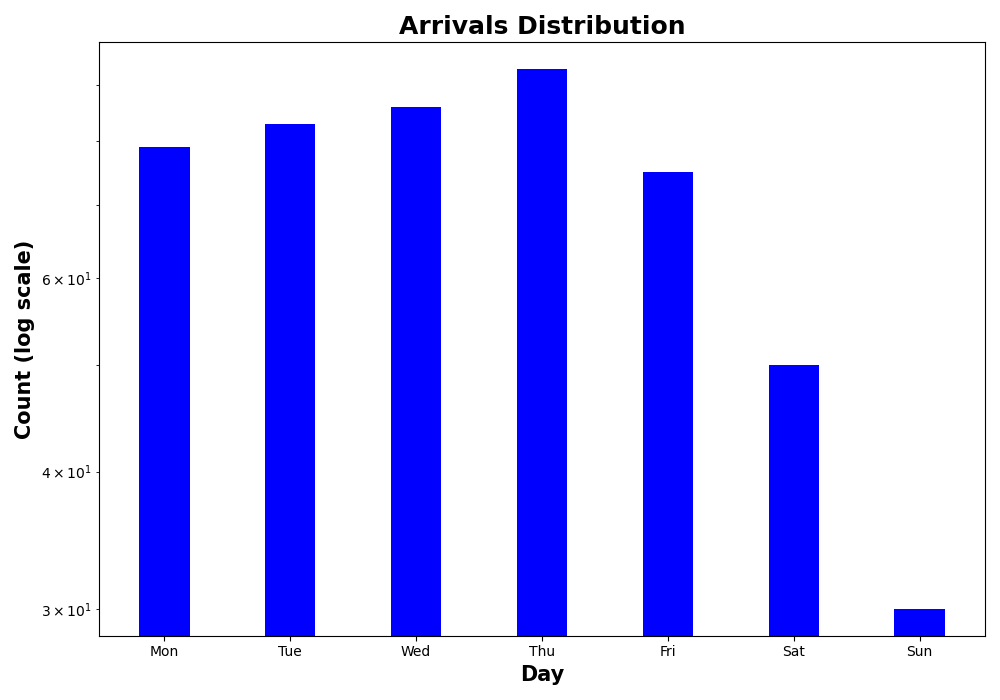 Arrivals Distribution
Count (log scale)
6 × 10¹
4 × 10¹
3 × 10¹
Mon Tue Wed Thu Fri Sat Sun
Day